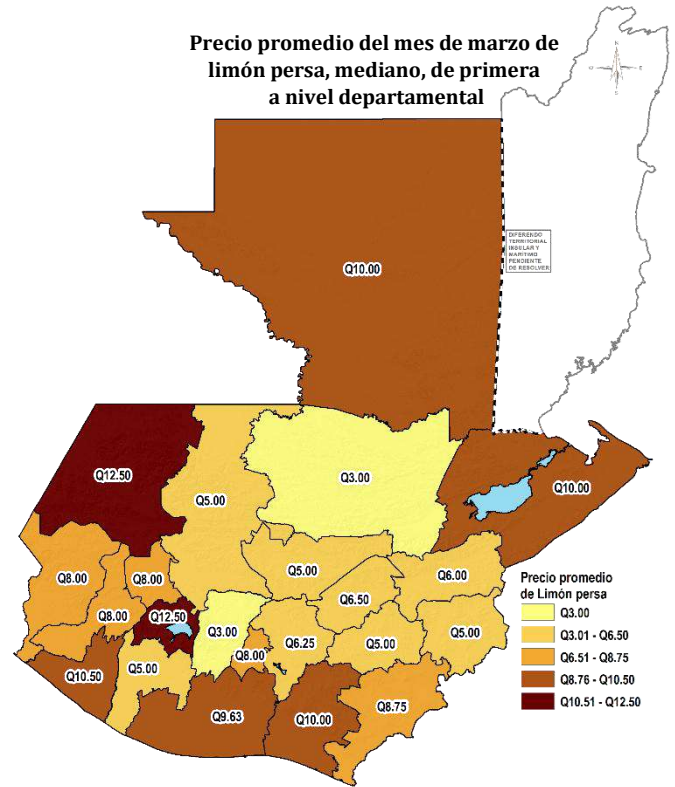 Precio promedio del mes de marzo de
limón persa, mediano, de primera
a nivel departamental
N
O
E
S
DIFERENDO
TERRITORIAL
INSULAR Y
MARITIMO
PENDIENTE
DE RESOLVER
Q10.00
Q12.50
Q5.00
Q3.00
Q10.00
Q8.00
Q8.00
Q5.00
Q6.00
Q8.00
Q12.50
Q3.00
Q6.50
Q8.00
Q6.25
Q5.00
Q5.00
Q10.50
Q5.00
Q9.63
Q10.00
Q8.75
Precio promedio
de Limón persa
Q3.00
Q3.01 - Q6.50
Q6.51 - Q8.75
Q8.76 - Q10.50
Q10.51 - Q12.50